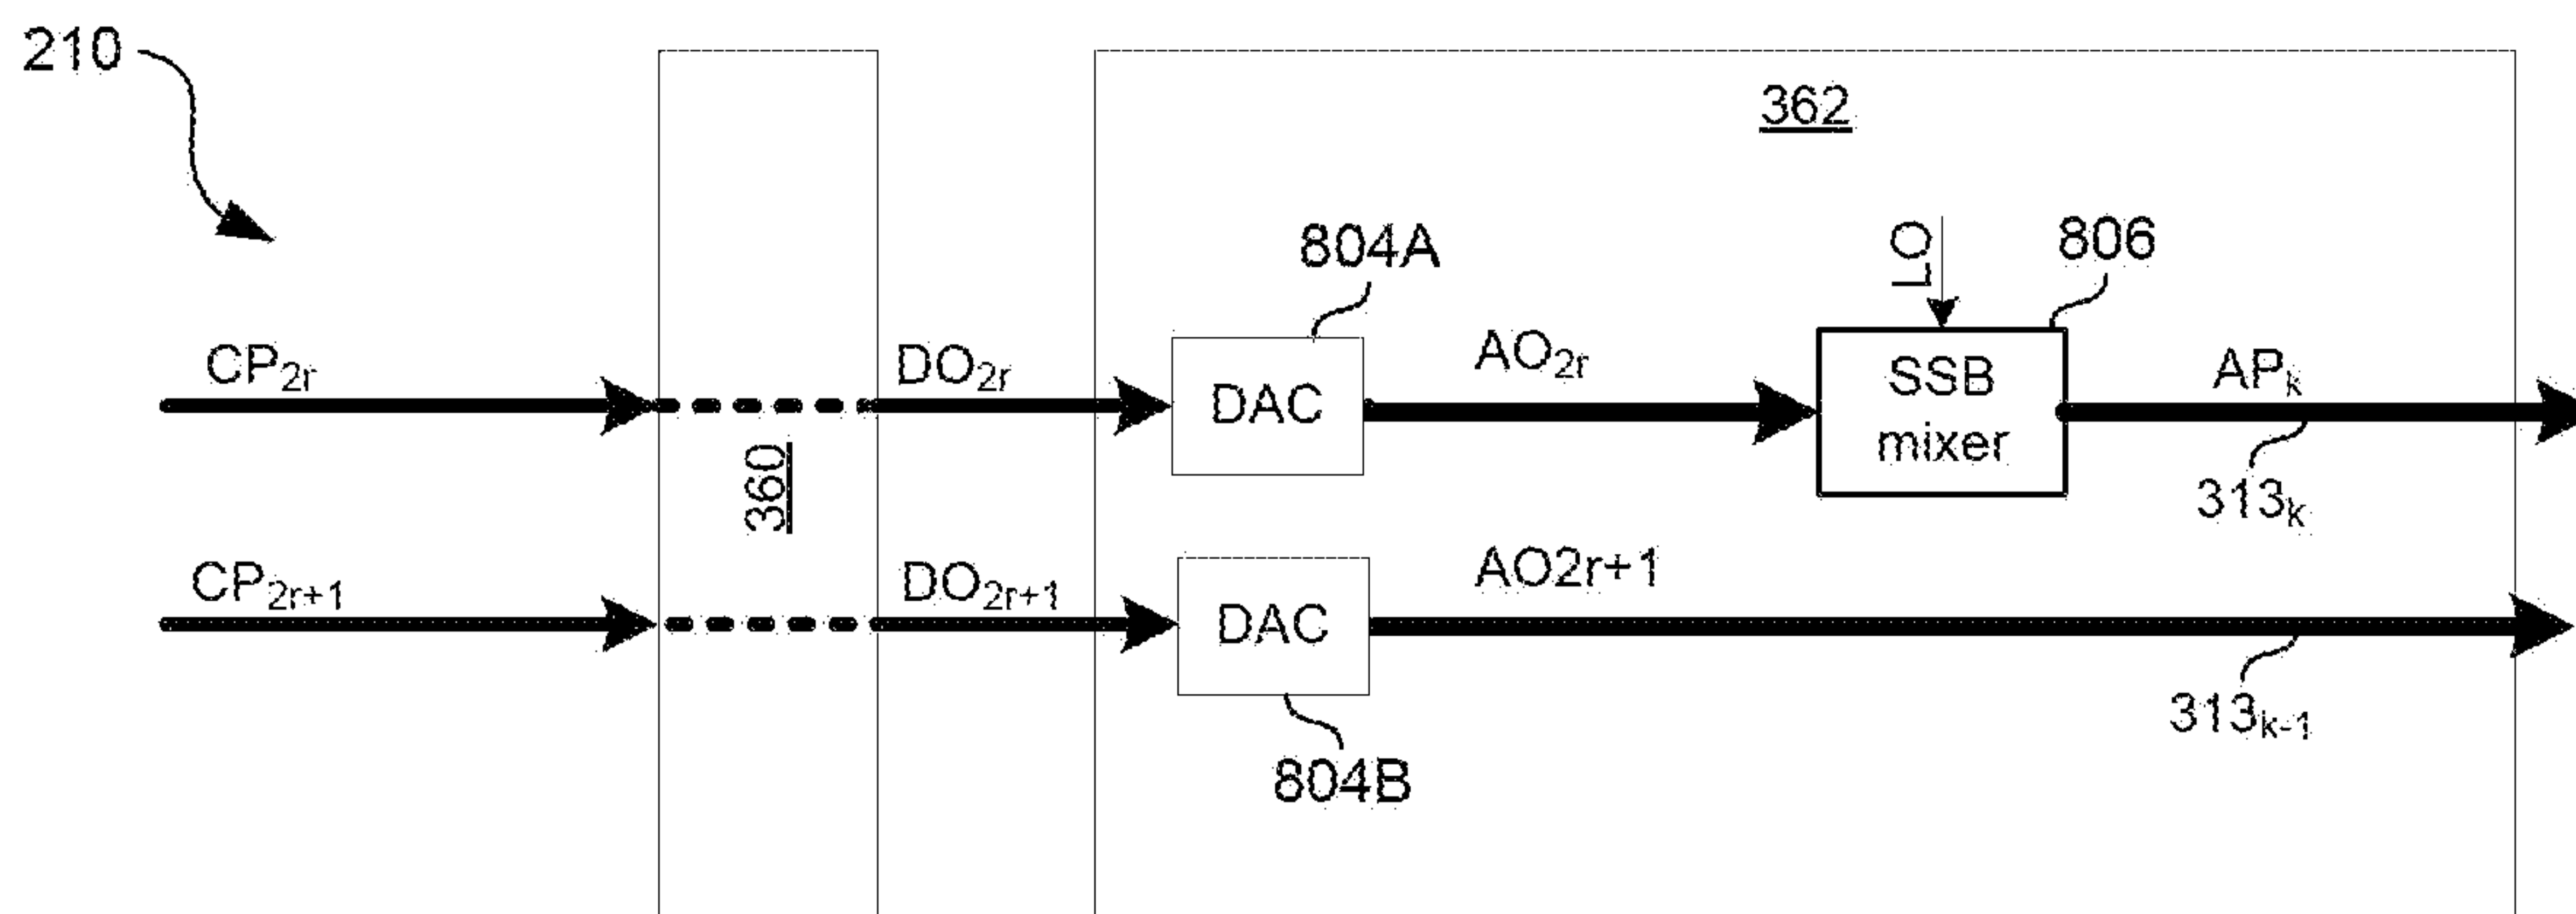 210
362
804A
LO
806
CP2r
DO2r
DAC
AO2r
SSB
mixer
APk
360
313k
CP2r+1
DO2r+1
DAC
AO2r+1
313k-1
804B